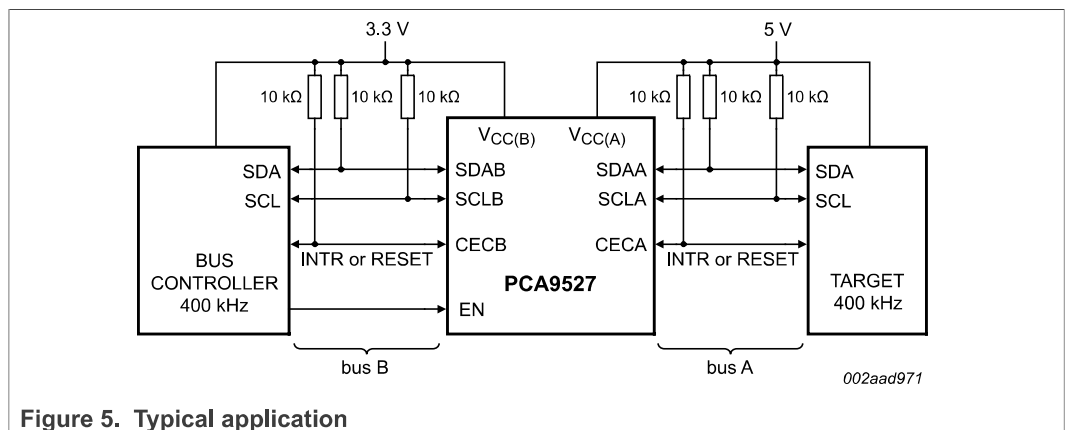 3.3 V
5 V
10 kΩ
10 kΩ
10 kΩ
10 kΩ
10 kΩ
10 kΩ
VCC(B)
VCC(A)
SDA
SDAB
SDAA
SDA
SCL
SCLB
SCLA
SCL
CECB
CECA
INTR or RESET
INTR or RESET
BUS
CONTROLLER
400 kHz
PCA9527
TARGET
400 kHz
EN
bus B
bus A
002aad971
Figure 5. Typical application